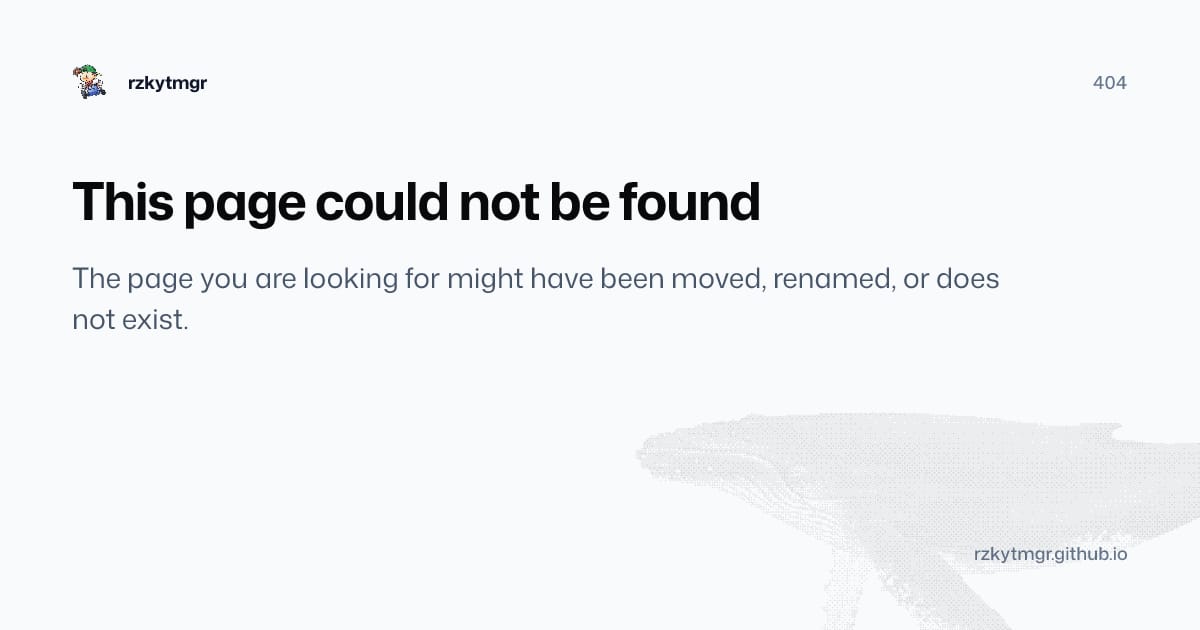 rzkytmgr
404
This page could not be found
The page you are looking for might have been moved, renamed, or does
not exist.
rzkytmgr.github.io